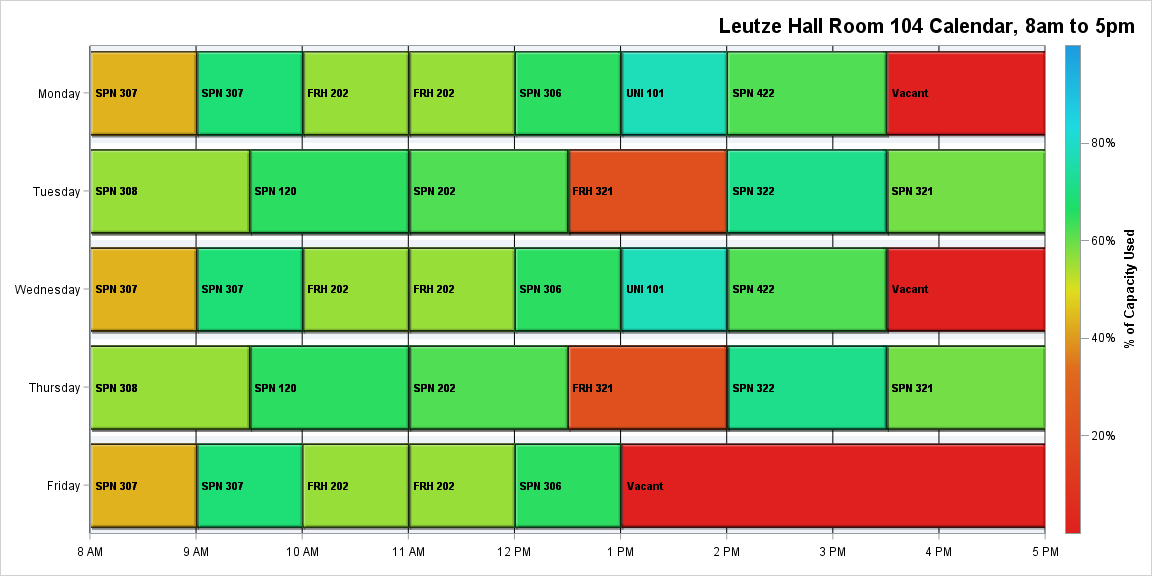 Leutze Hall Room 104 Calendar, 8am to 5pm
Monday SPN 307 SPN 307 FRH 202 FRH 202 SPN 306 UNI 101 SPN 422 Vacant
80%
Tuesday SPN 308 SPN 120 SPN 202 FRH 321 SPN 322 SPN 321
60%
Wednesday SPN 307 SPN 307 FRH 202 FRH 202 SPN 306 UNI 101 SPN 422 Vacant
% of Capacity Used
40%
Thursday SPN 308 SPN 120 SPN 202 FRH 321 SPN 322 SPN 321
20%
Friday SPN 307 SPN 307 FRH 202 FRH 202 SPN 306 Vacant
8 AM 9 AM 10 AM 11 AM 12 PM 1 PM 2 PM 3 PM 4 PM 5 PM